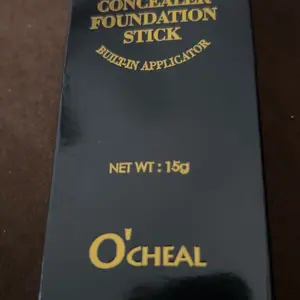 CONCEALER
FOUNDATION
STICK
BUILT-IN APPLICATOR
NET WT : 15g
O'CHEAL